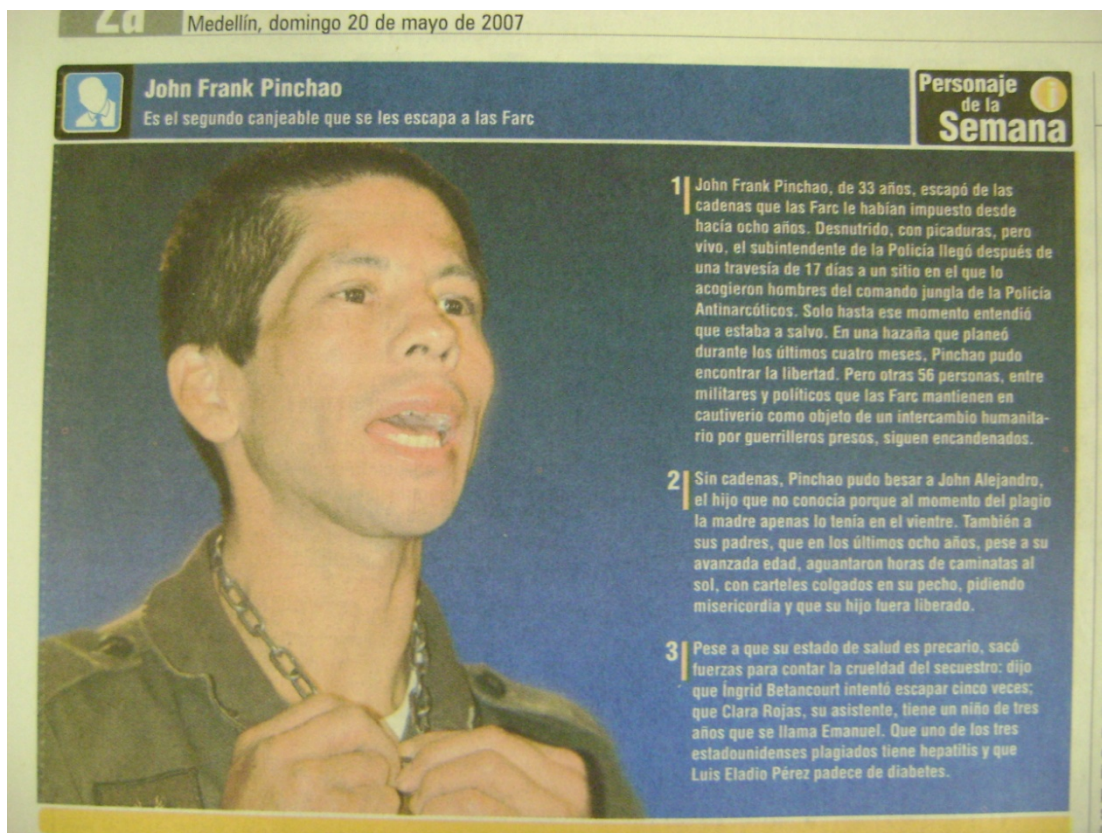 2a
Medellín, domingo 20 de mayo de 2007
John Frank Pinchao
Es el segundo canjeable que se les escapa a las Farc
Personaje
de la
Semana
1
John Frank Pinchao, de 33 años, escapó de las
cadenas que las Farc le habían impuesto desde
hacía ocho años. Desnutrido, con picaduras, pero
vivo, el subintendente de la Policía llegó después de
una travesía de 17 días a un sitio en el que lo
acogieron hombres del comando jungla de la Policía
Antinarcóticos. Solo hasta ese momento entendió
que estaba a salvo. En una hazaña que planeó
durante los últimos cuatro meses, Pinchao pudo
encontrar la libertad. Pero otras 56 personas, entre
militares y políticos que las Farc mantienen en
cautiverio como objeto de un intercambio humanita-
rio por guerrilleros presos, siguen encandenados.
2
Sin cadenas, Pinchao pudo besar a John Alejandro,
el hijo que no conocía porque al momento del plagio
la madre apenas lo tenía en el vientre. También a
sus padres, que en los últimos ocho años, pese a su
avanzada edad, aguantaron horas de caminatas al
sol, con carteles colgados en su pecho, pidiendo
misericordia y que su hijo fuera liberado.
3
Pese a que su estado de salud es precario, sacó
fuerzas para contar la crueldad del secuestro: dijo
que Íngrid Betancourt intentó escapar cinco veces;
que Clara Rojas, su asistente, tiene un niño de tres
años que se llama Emanuel. Que uno de los tres
estadounidenses plagiados tiene hepatitis y que
Luis Eladio Pérez padece de diabetes.